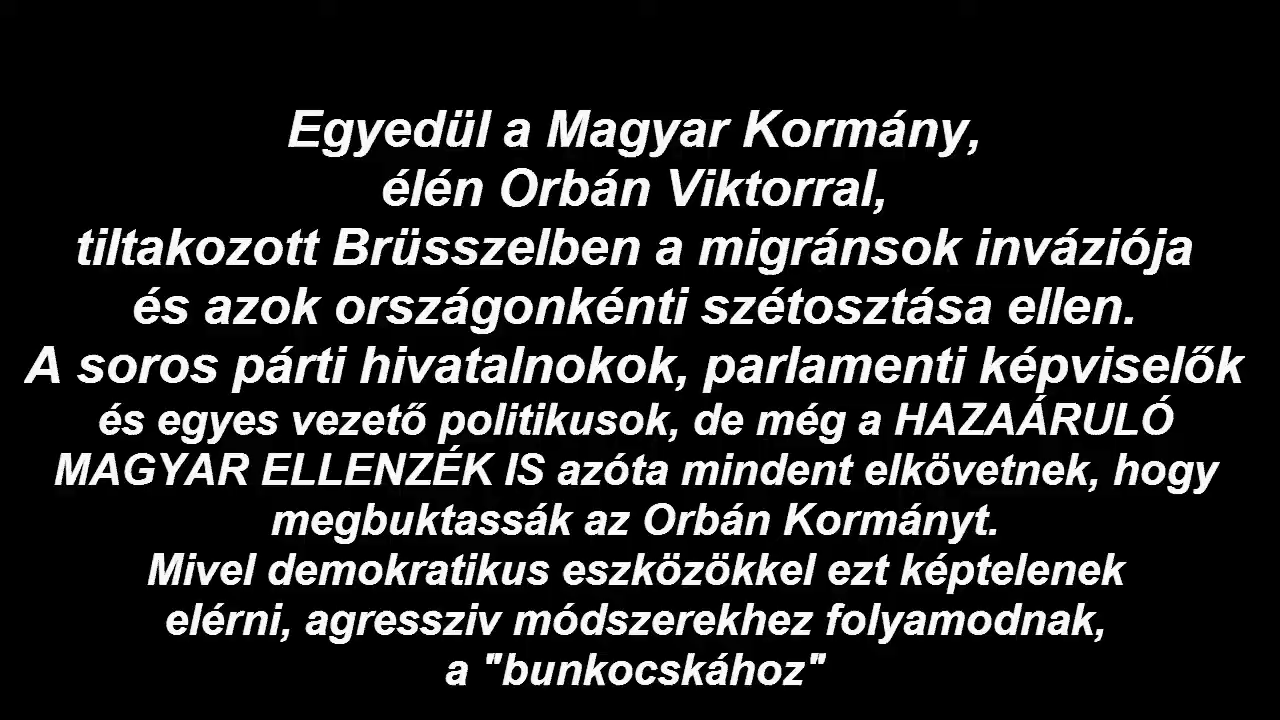 Egyedül a Magyar Kormány,
élén Orbán Viktorral,
tiltakozott Brüsszelben a migránsok inváziója
és azok országonkénti szétosztása ellen.
A soros párti hivatalnokok, parlamenti képviselők
és egyes vezető politikusok, de még a HAZAÁRULÓ
MAGYAR ELLENZÉK IS azóta mindent elkövetnek, hogy
megbuktassák az Orbán Kormányt.
Mivel demokratikus eszközökkel ezt képtelenek
elérni, agressziv módszerekhez folyamodnak,
a "bunkocskához"